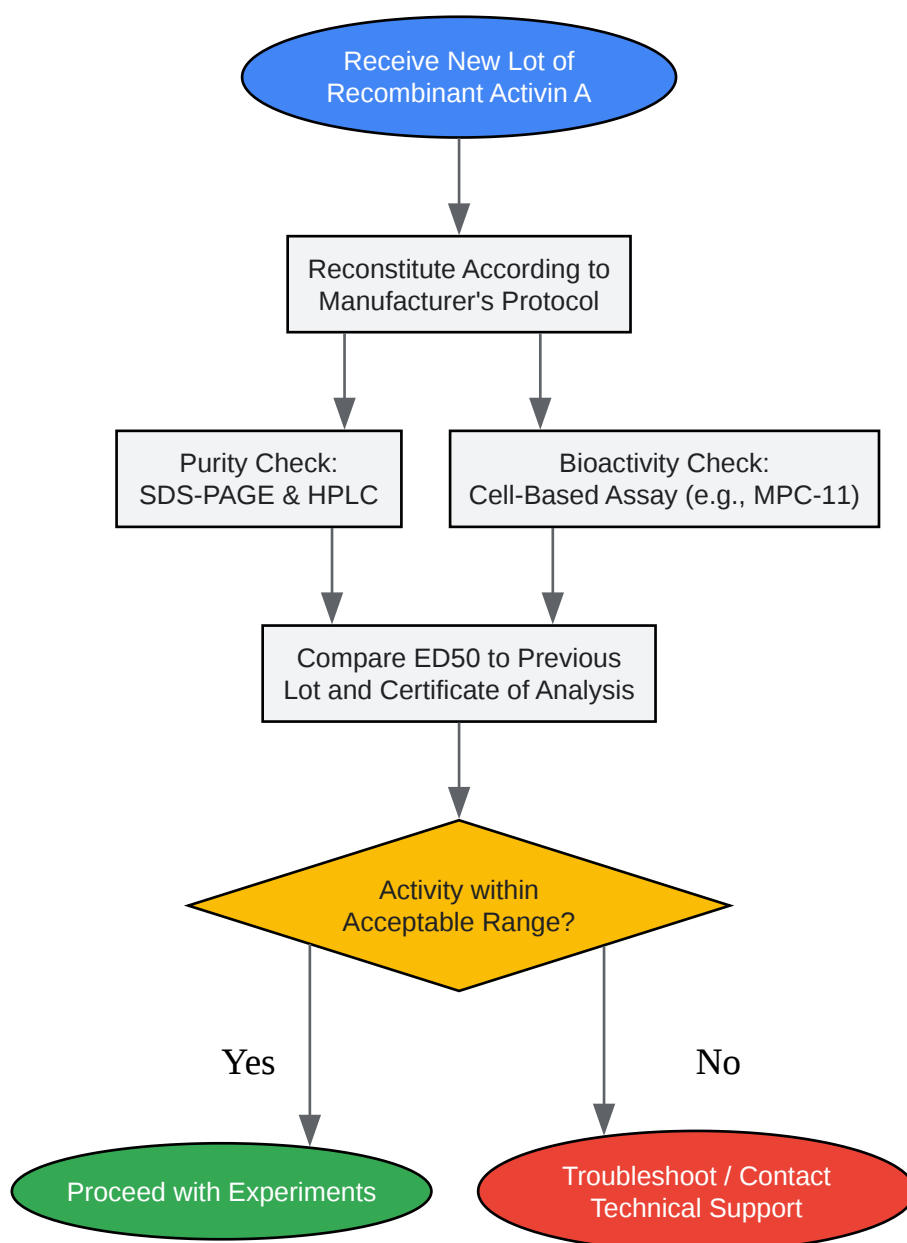 Receive New Lot of
Recombinant Activin A
Reconstitute According to
Manufacturer's Protocol
Purity Check:
SDS-PAGE & HPLC
Bioactivity Check:
Cell-Based Assay (e.g., MPC-11)
Compare ED50 to Previous
Lot and Certificate of Analysis
Activity within
Acceptable Range?
Yes
No
Proceed with Experiments
Troubleshoot / Contact
Technical Support